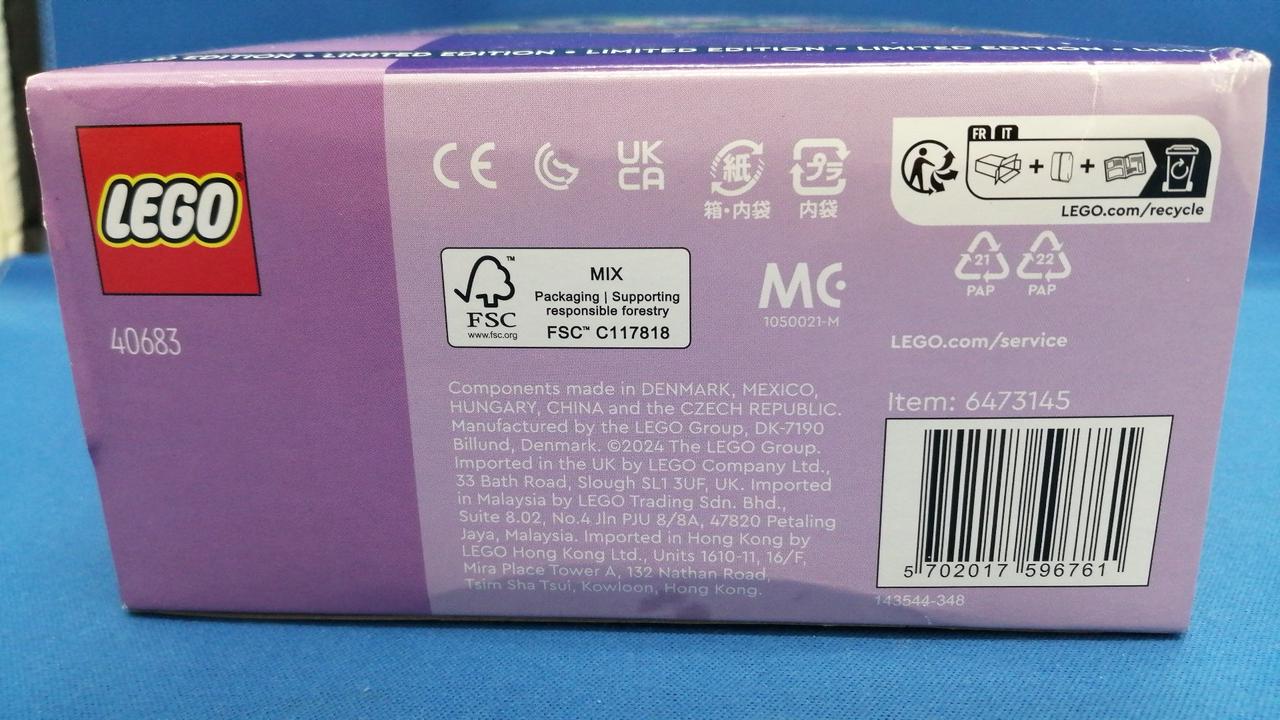 LIMITED EDITION • LIMITED EDITION • LIMITED EDITION • LIMITED EDITION •
LEGO®
40683
CE
UK
CA
紙
箱・内袋
プラ
内袋
FR IT
LEGO.com/recycle
21
PAP
22
PAP
FSC™
www.fsc.org
MIX
Packaging | Supporting
responsible forestry
FSC™ C117818
MC
1050021-M
LEGO.com/service
Components made in DENMARK, MEXICO,
HUNGARY, CHINA and the CZECH REPUBLIC.
Manufactured by the LEGO Group, DK-7190
Billund, Denmark. ©2024 The LEGO Group.
Imported in the UK by LEGO Company Ltd.,
33 Bath Road, Slough SL1 3UF, UK. Imported
in Malaysia by LEGO Trading Sdn. Bhd.,
Suite 8.02, No.4 Jln PJU 8/8A, 47820 Petaling
Jaya, Malaysia. Imported in Hong Kong by
LEGO Hong Kong Ltd., Units 1610-11, 16/F,
Mira Place Tower A, 132 Nathan Road,
Tsim Sha Tsui, Kowloon, Hong Kong.
Item: 6473145
5 702017 596761
143544-348